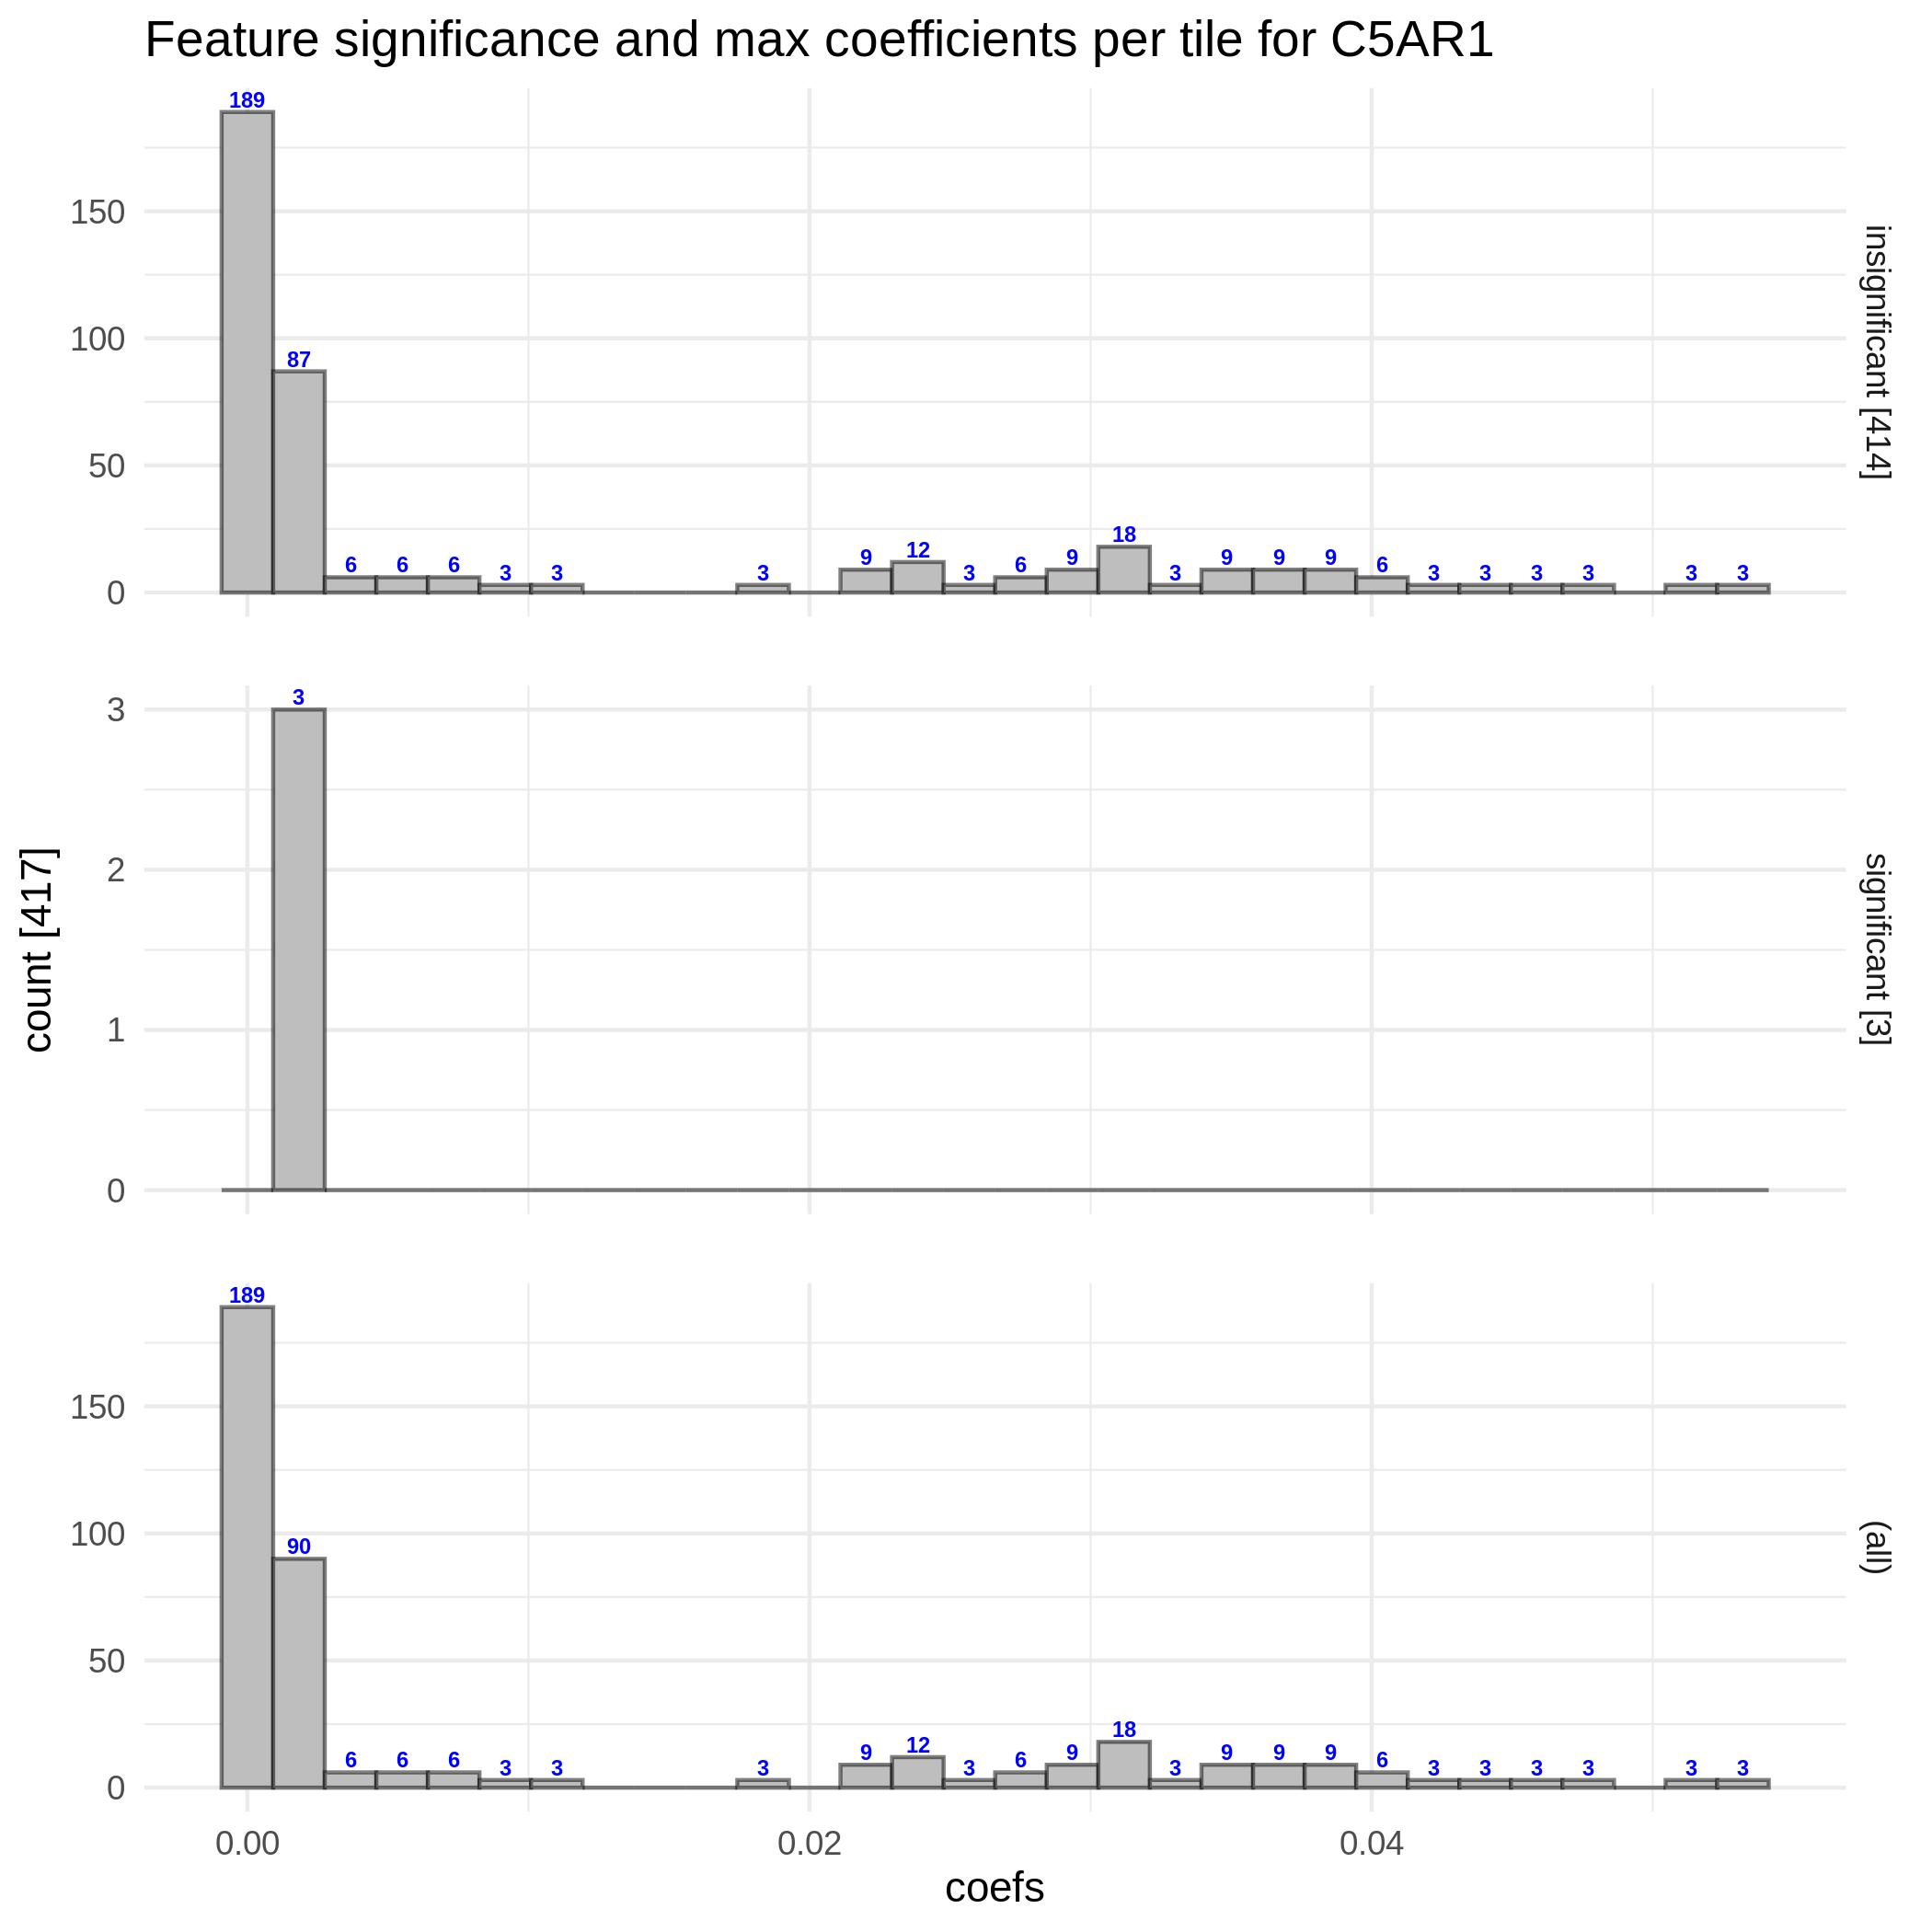 Feature significance and max coefficients per tile for C5AR1
189
87
6 6 6 3 3 3 9 12 3 6 9 18 3 9 9 9 6 3 3 3 3 3 3
150
100
50
0
insignificant [414]
3
3
2
1
0
significant [3]
count [417]
189
90
6 6 6 3 3 3 9 12 3 6 9 18 3 9 9 9 6 3 3 3 3 3 3
150
100
50
0
(all)
0.00 0.02 0.04
coefs